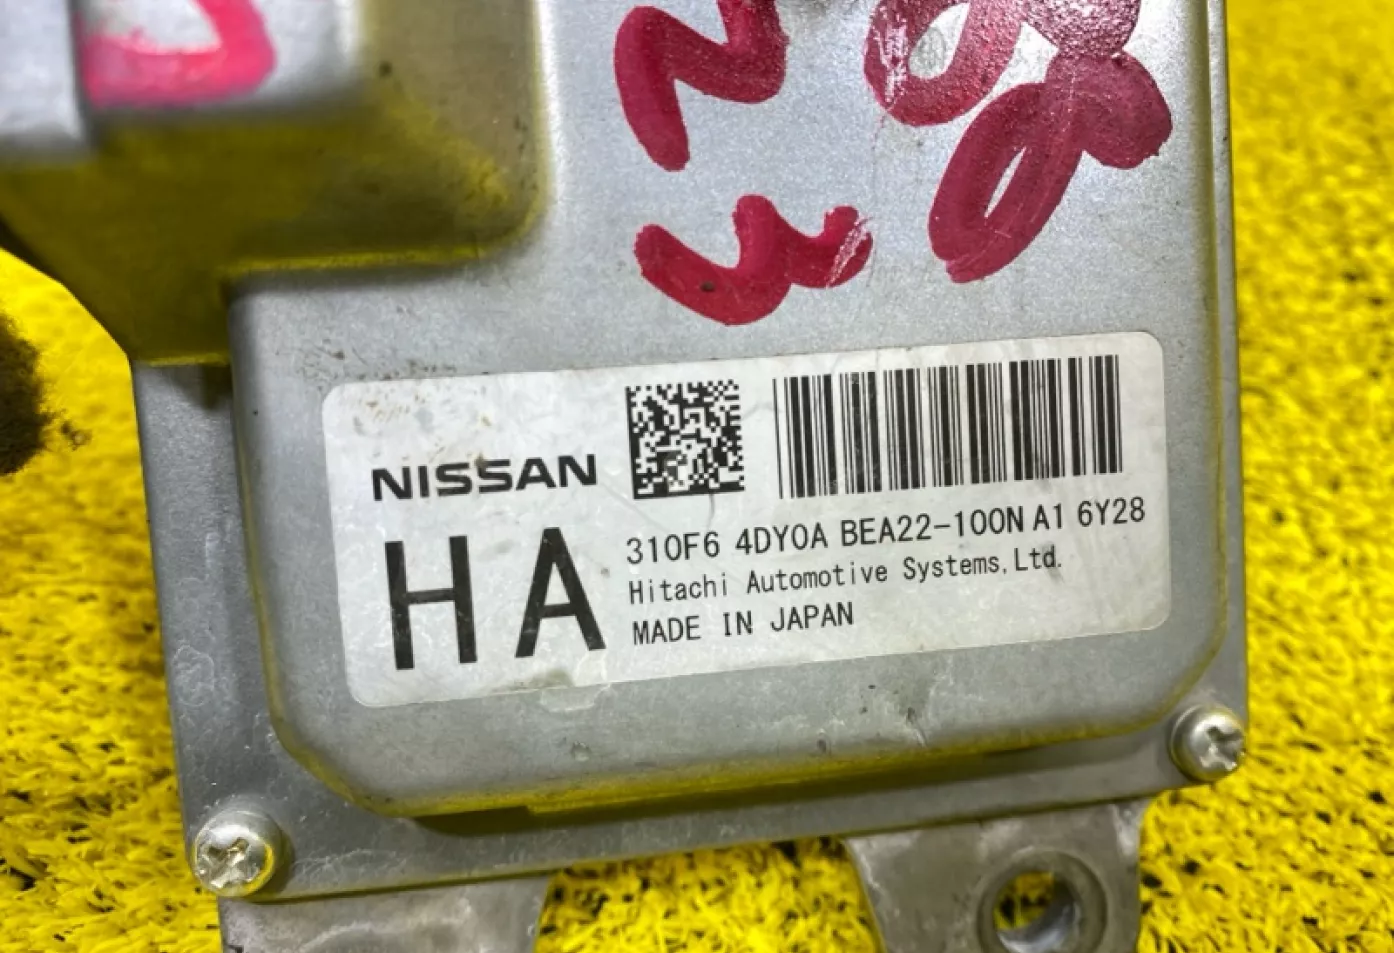 NISSAN
HA
310F6 4DY0A BEA22-100N A1 6Y28
Hitachi Automotive Systems,Ltd.
MADE IN JAPAN